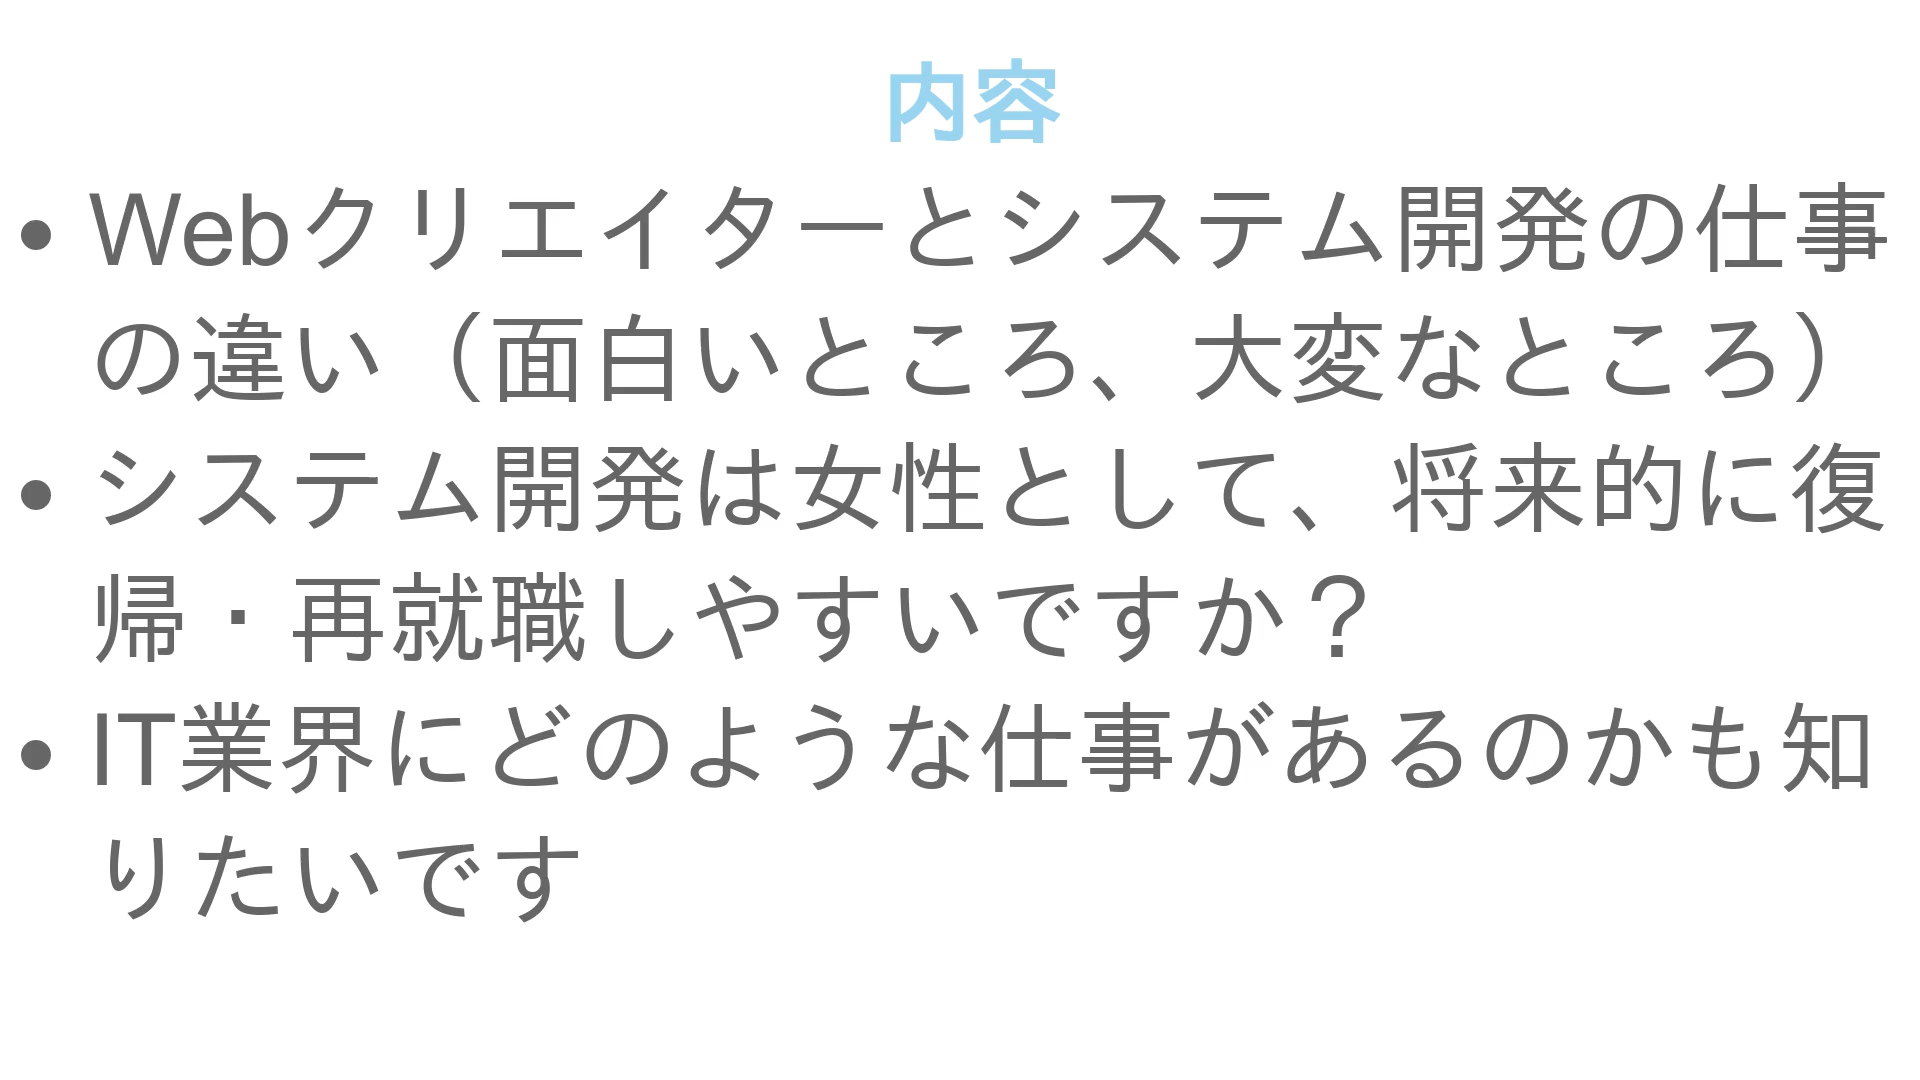 内容
• Webクリエイターとシステム開発の仕事
の違い（面白いところ、大変なところ）
• システム開発は女性として、将来的に復
帰・再就職しやすいですか？
• IT業界にどのような仕事があるのかも知
りたいです